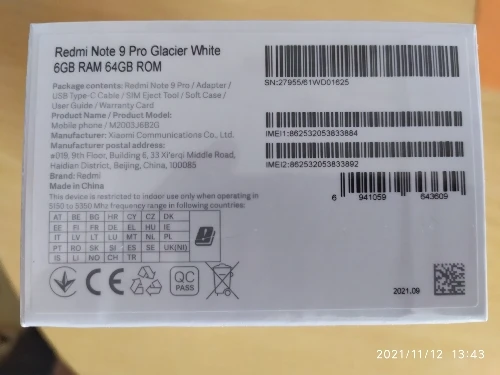 Redmi Note 9 Pro Glacier White
6GB RAM 64GB ROM
Package contents: Redmi Note 9 Pro / Adapter /
USB Type-C Cable / SIM Eject Tool / Soft Case /
User Guide / Warranty Card
Product Name / Product Model:
Mobile phone / M2003J6B2G
Manufacturer: Xiaomi Communications Co., Ltd.
Manufacturer postal address:
#019, 9th Floor, Building 6, 33 Xi'erqi Middle Road,
Haidian District, Beijing, China, 100085
Brand: Redmi
Made in China
This device is restricted to indoor use only when operating in
5150 to 5350 Mhz frequency range in following countries:
AT BE BG HR CY CZ DK
EE FI FR DE EL HU IE
IT LV LT LU MT NL PL
PT RO SK SI ES SE UK(NI)
IS LI NO CH TR
QC
PASS
SN:27955/61WD01625
IMEI1:862532053833884
IMEI2:862532053833892
6 941059 643609
2021.09
2021/11/12 13:43